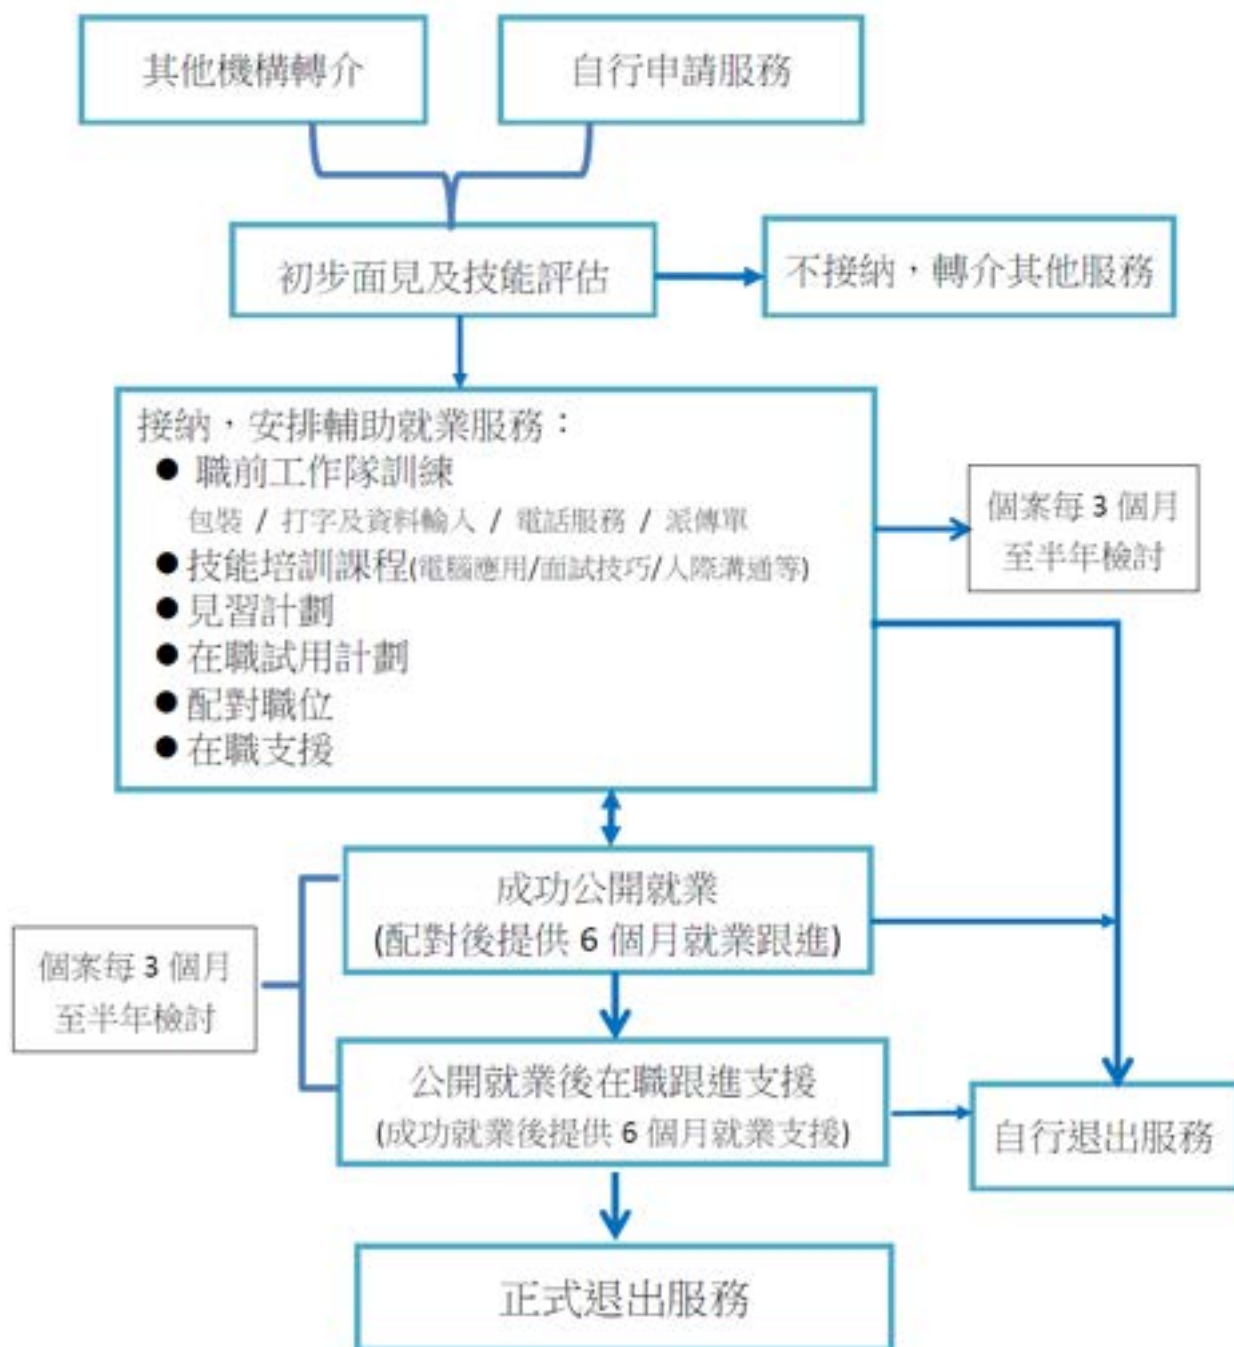 其他機構轉介
自行申請服務
初步面見及技能評估
不接納，轉介其他服務
接納，安排輔助就業服務：
● 職前工作隊訓練
包裝 / 打字及資料輸入 / 電話服務 / 派傳單
●技能培訓課程(電腦應用/面試技巧/人際溝通等)
●見習計劃
●在職試用計劃
●配對職位
●在職支援
個案每 3 個月
至半年檢討
成功公開就業
(配對後提供 6 個月就業跟進)
個案每 3 個月
至半年檢討
公開就業後在職跟進支援
(成功就業後提供 6 個月就業支援)
自行退出服務
正式退出服務